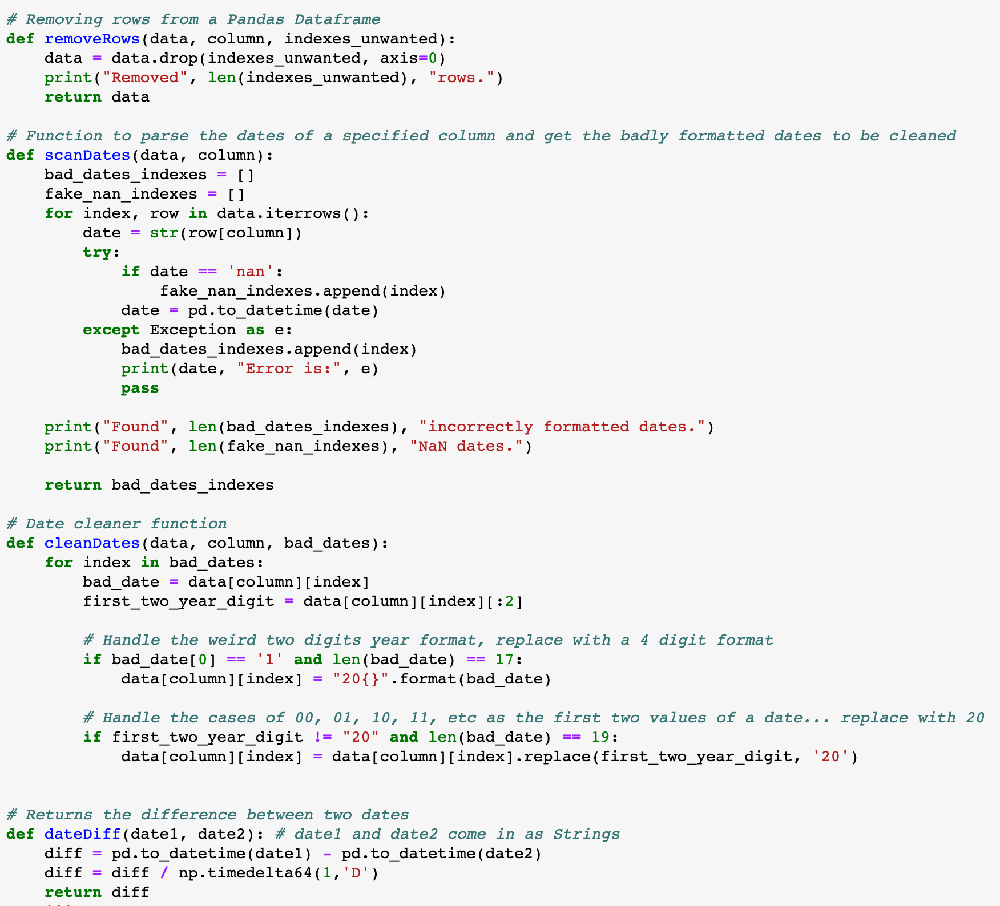 # Removing rows from a Pandas Dataframe
def removeRows(data, column, indexes_unwanted):
    data = data.drop(indexes_unwanted, axis=0)
    print("Removed", len(indexes_unwanted), "rows.")
    return data

# Function to parse the dates of a specified column and get the badly formatted dates to be cleaned
def scanDates(data, column):
    bad_dates_indexes = []
    fake_nan_indexes = []
    for index, row in data.iterrows():
        date = str(row[column])
        try:
            if date == 'nan':
                fake_nan_indexes.append(index)
            date = pd.to_datetime(date)
        except Exception as e:
            bad_dates_indexes.append(index)
            print(date, "Error is:", e)
            pass

    print("Found", len(bad_dates_indexes), "incorrectly formatted dates.")
    print("Found", len(fake_nan_indexes), "NaN dates.")

    return bad_dates_indexes

# Date cleaner function
def cleanDates(data, column, bad_dates):
    for index in bad_dates:
        bad_date = data[column][index]
        first_two_year_digit = data[column][index][:2]

        # Handle the weird two digits year format, replace with a 4 digit format
        if bad_date[0] == '1' and len(bad_date) == 17:
            data[column][index] = "20{}".format(bad_date)

        # Handle the cases of 00, 01, 10, 11, etc as the first two values of a date... replace with 20
        if first_two_year_digit != "20" and len(bad_date) == 19:
            data[column][index] = data[column][index].replace(first_two_year_digit, '20')


# Returns the difference between two dates
def dateDiff(date1, date2): # date1 and date2 come in as Strings
    diff = pd.to_datetime(date1) - pd.to_datetime(date2)
    diff = diff / np.timedelta64(1,'D')
    return diff